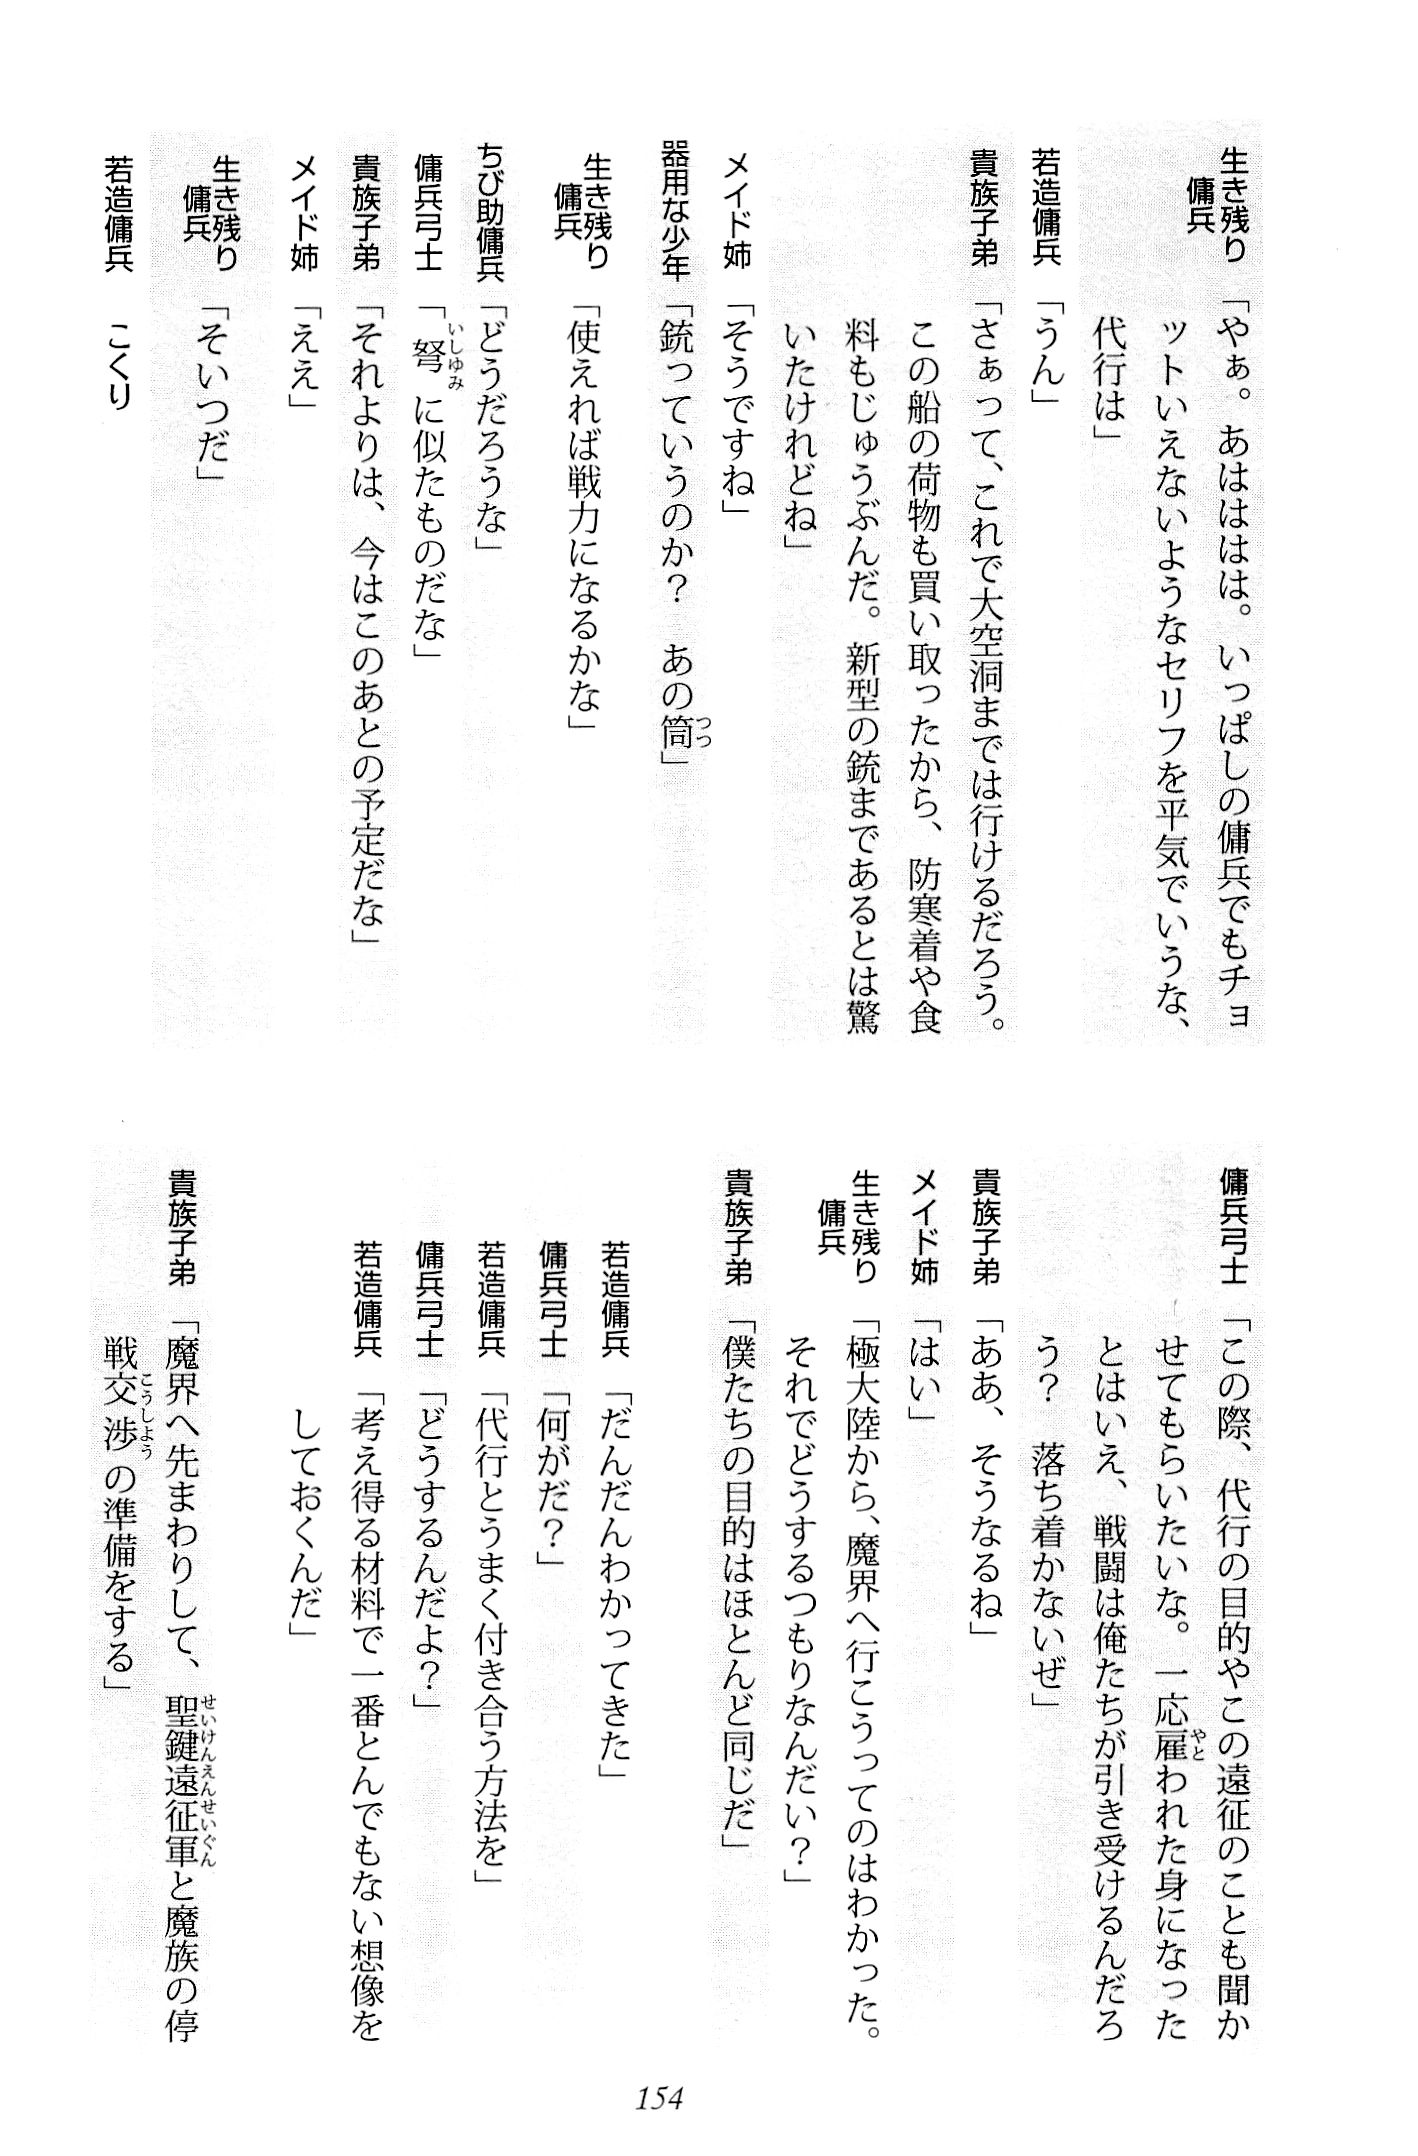 生き残り傭兵「やぁ。あはははは。いっぱしの傭兵でもチョ
ットいえないようなセリフを平気でいうな、
代行は」
若造傭兵「うん」
貴族子弟「さぁって、これで大空洞までは行けるだろう。
この船の荷物も買い取ったから、防寒着や食
料もじゅうぶんだ。新型の銃まであるとは驚
いたけれどね」
メイド姉「そうですね」
器用な少年「銃っていうのか？　あの筒」
生き残り傭兵「使えれば戦力になるかな」
ちび助傭兵「どうだろうな」
傭兵弓士「弩に似たものだな」
貴族子弟「それよりは、今はこのあとの予定だな」
メイド姉「ええ」
生き残り傭兵「そいつだ」
若造傭兵　こくり
傭兵弓士「この際、代行の目的やこの遠征のことも聞か
せてもらいたいな。一応雇われた身になった
とはいえ、戦闘は俺たちが引き受けるんだろ
う？　落ち着かないぜ」
貴族子弟「ああ、そうなるね」
メイド姉「はい」
生き残り傭兵「極大陸から、魔界へ行こうってのはわかった。
それでどうするつもりなんだい？」
貴族子弟「僕たちの目的はほとんど同じだ」
若造傭兵「だんだんわかってきた」
傭兵弓士「何がだ？」
若造傭兵「代行とうまく付き合う方法を」
傭兵弓士「どうするんだよ？」
若造傭兵「考え得る材料で一番とんでもない想像を
しておくんだ」
貴族子弟「魔界へ先まわりして、聖鍵遠征軍と魔族の停
戦交渉の準備をする」
154